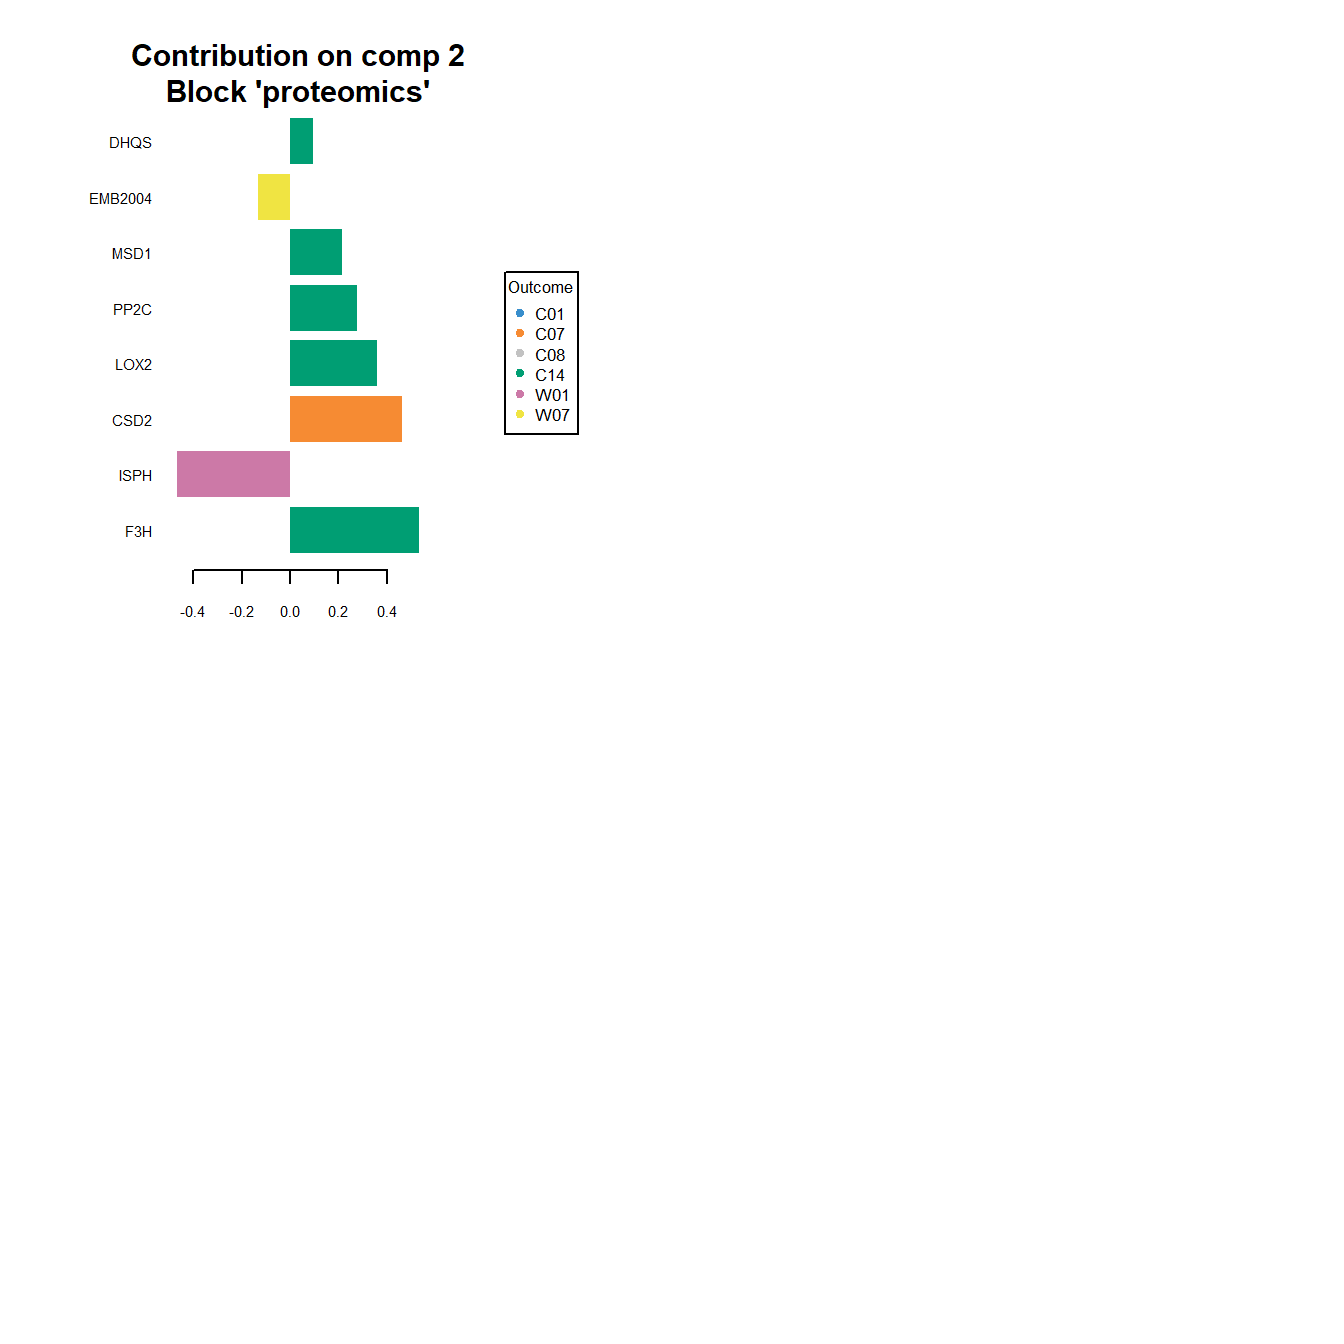 Contribution on comp 2
Block 'proteomics'
DHQS
EMB2004
MSD1
PP2C
LOX2
CSD2
ISPH
F3H
-0.4 -0.2 0.0 0.2 0.4
Outcome
C01
C07
C08
C14
W01
W07